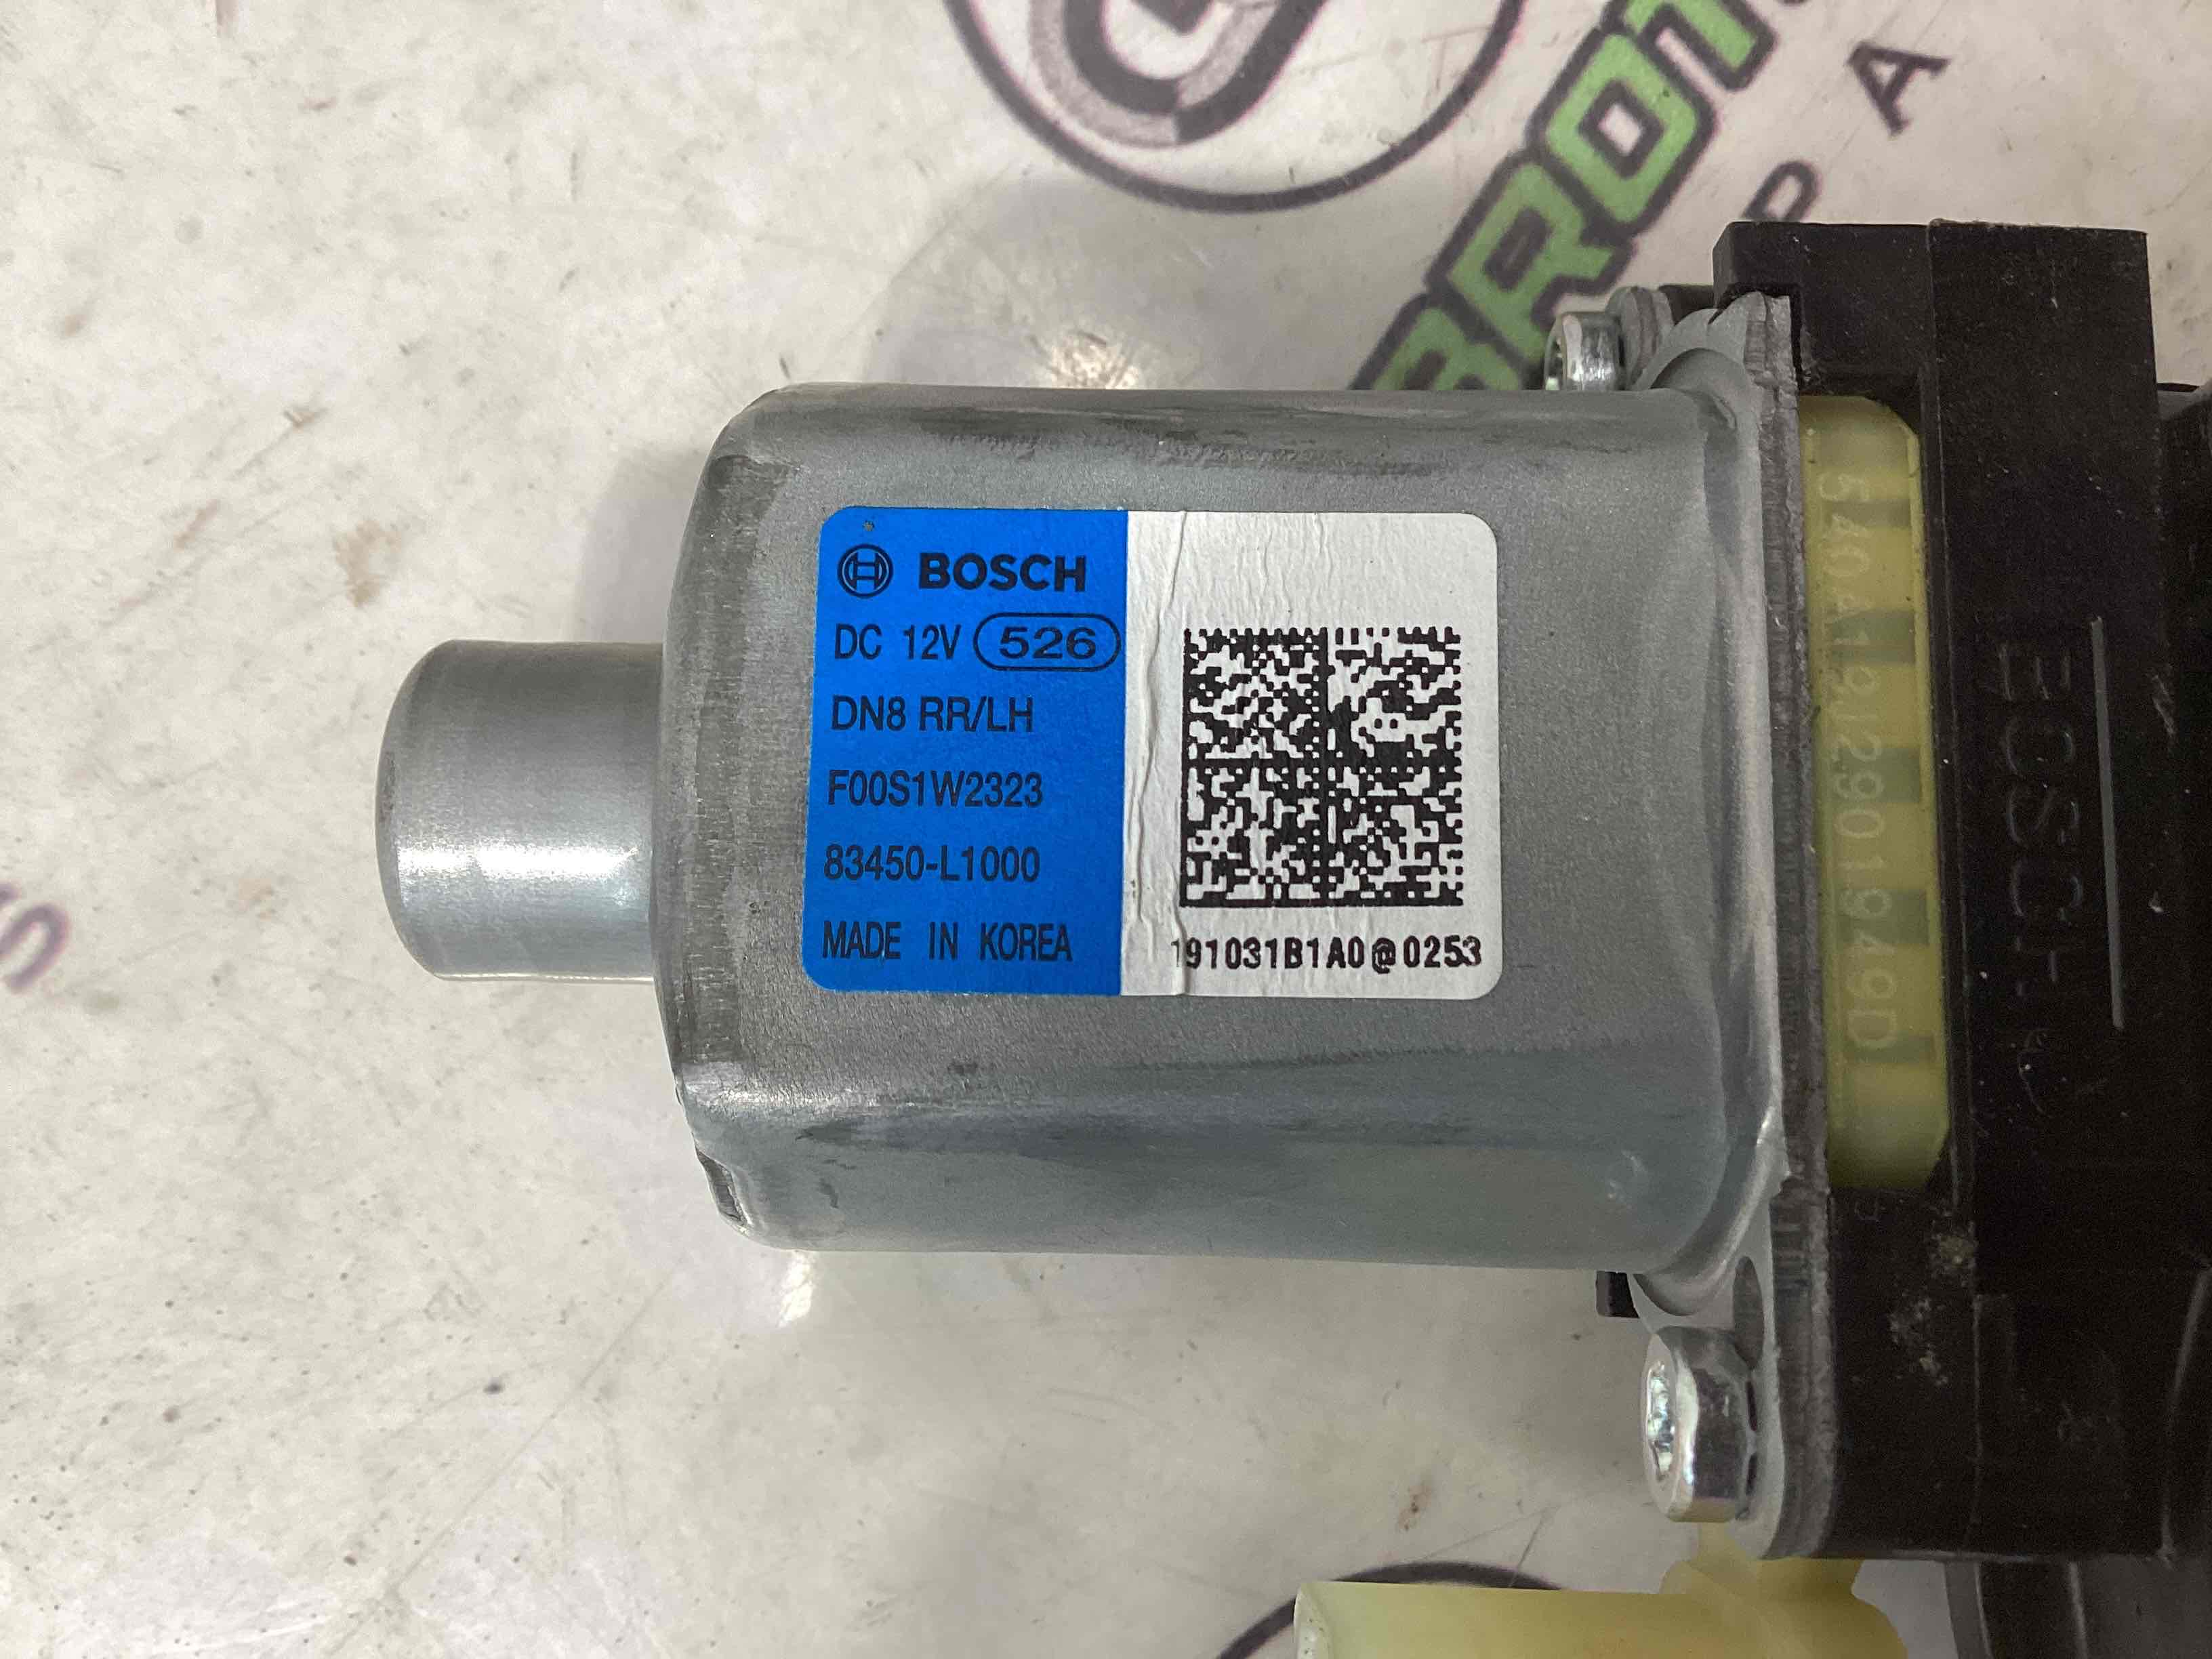 BOSCH
DC 12V 526
DN8 RR/LH
F00S1W2323
83450-L1000
MADE IN KOREA
191031B1A0@0253
BOSCH